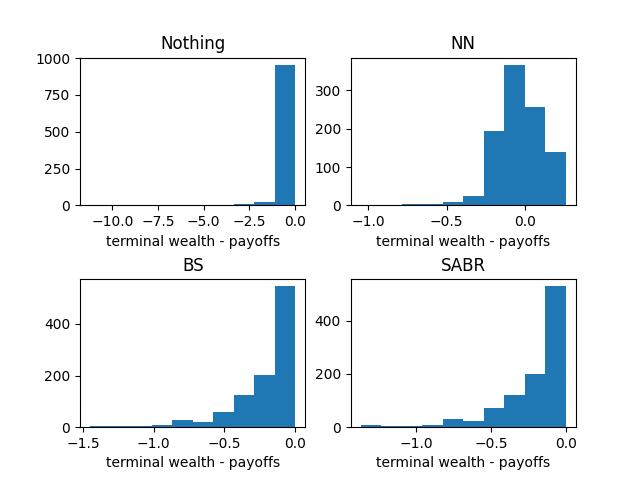 Nothing
1000
750
500
250
0
−10.0 −7.5 −5.0 −2.5 0.0
terminal wealth - payoffs
NN
300
200
100
0
−1.0 −0.5 0.0
terminal wealth - payoffs
BS
400
200
0
−1.5 −1.0 −0.5 0.0
terminal wealth - payoffs
SABR
400
200
0
−1.0 −0.5 0.0
terminal wealth - payoffs